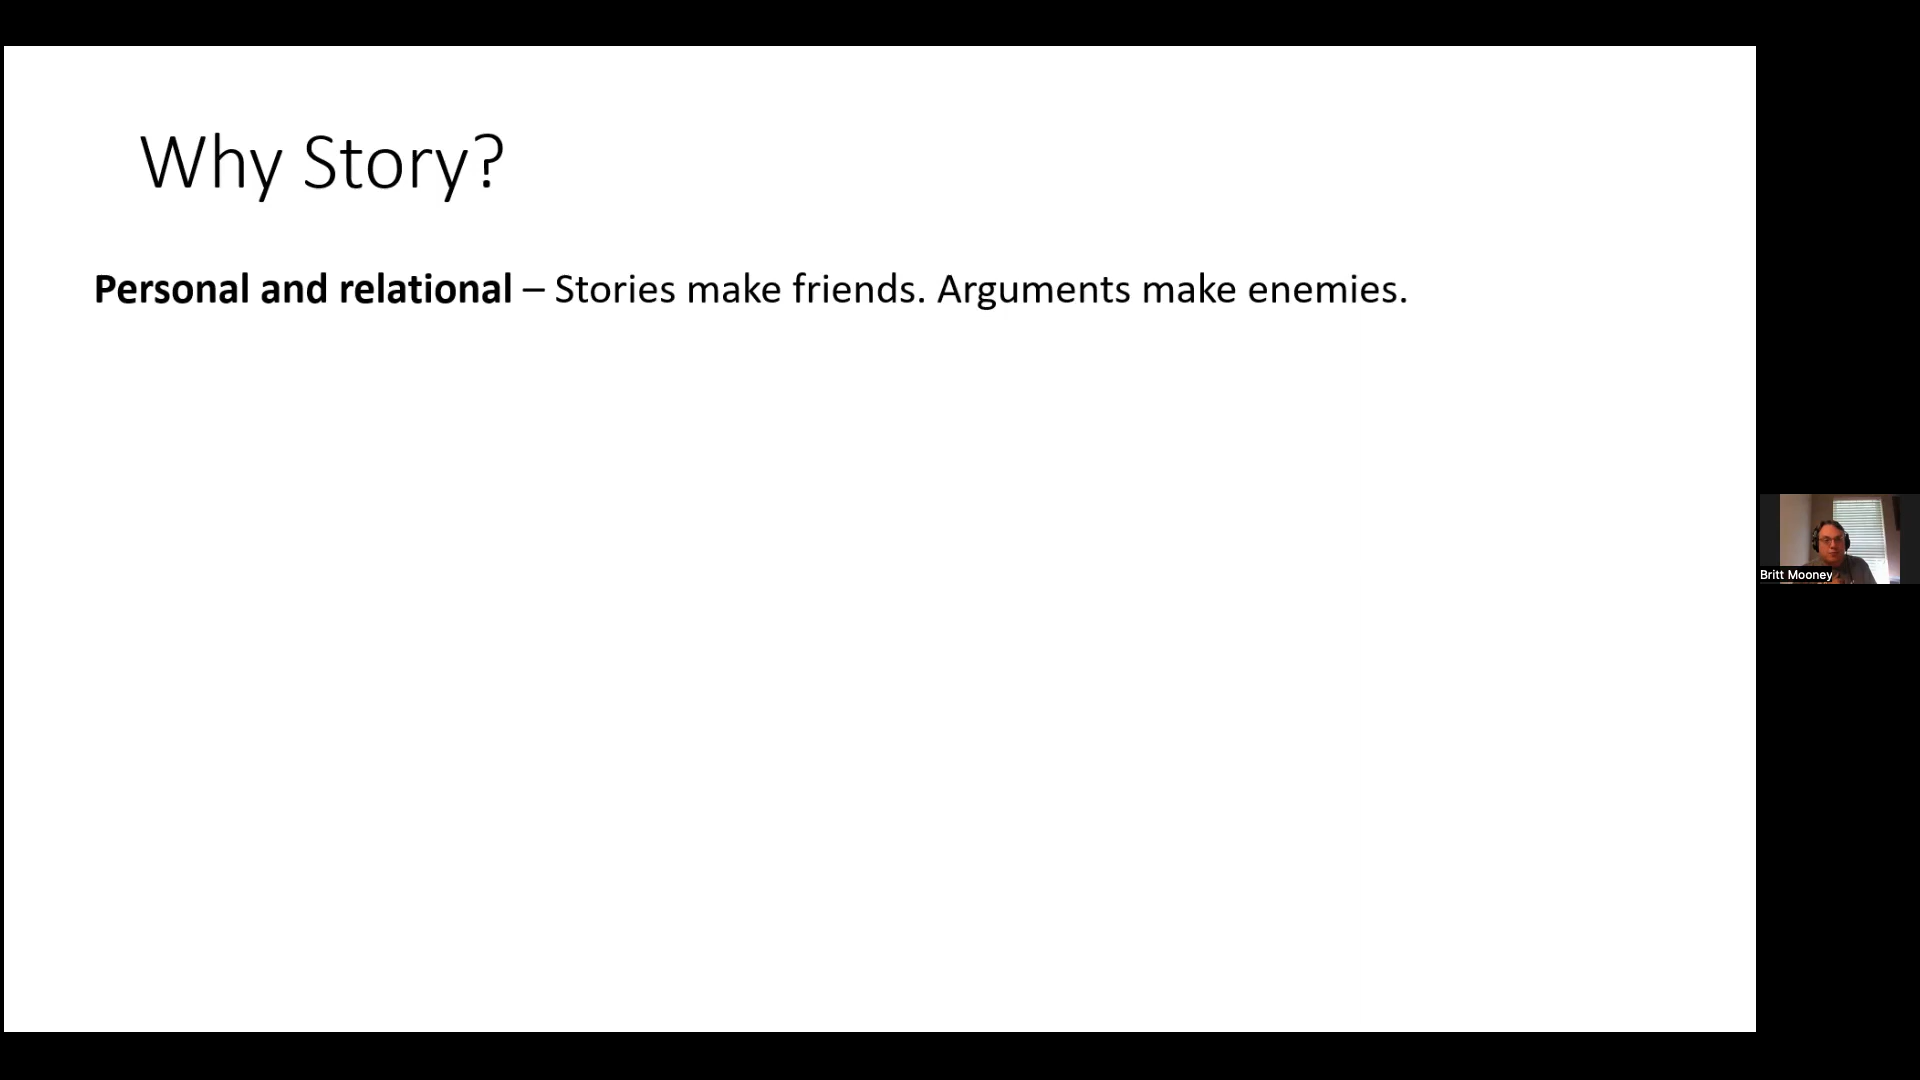 Why Story?
Personal and relational – Stories make friends. Arguments make enemies.
Britt Mooney